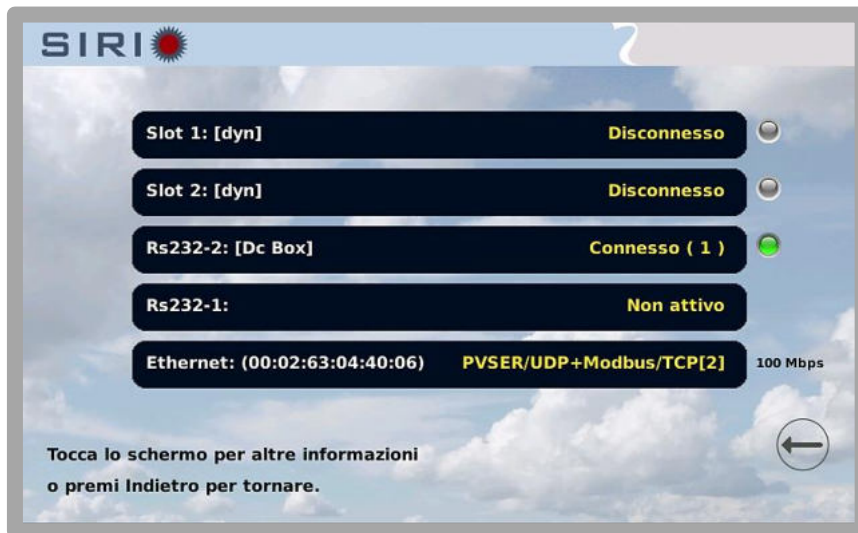 SIRIO
Slot 1: [dyn] Disconnesso
Slot 2: [dyn] Disconnesso
Rs232-2: [Dc Box] Connesso ( 1 )
Rs232-1: Non attivo
Ethernet: (00:02:63:04:40:06) PVSER/UDP+Modbus/TCP[2] 100 Mbps
Tocca lo schermo per altre informazioni
o premi Indietro per tornare.